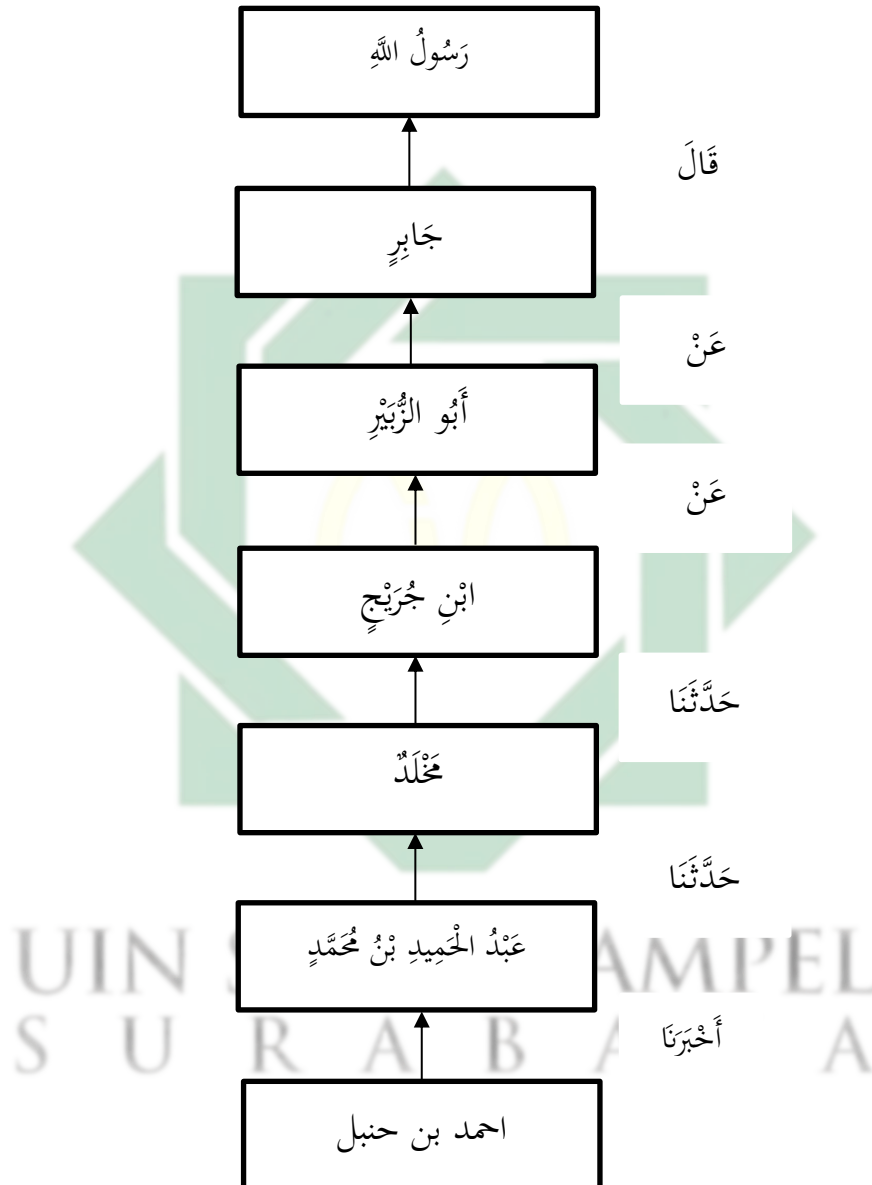 رَسُولُ اللَّهِ
قَالَ
جَابِرٍ
عَنْ
أَبُو الزُّبَيْرِ
عَنْ
ابْنِ جُرَيْجٍ
حَدَّثَنَا
مَخْلَدٌ
حَدَّثَنَا
عَبْدُ الْحَمِيدِ بْنُ مُحَمَّدٍ
أَخْبَرَنَا
احمد بن حنبل
UIN S AMPEL
S U R A B A A